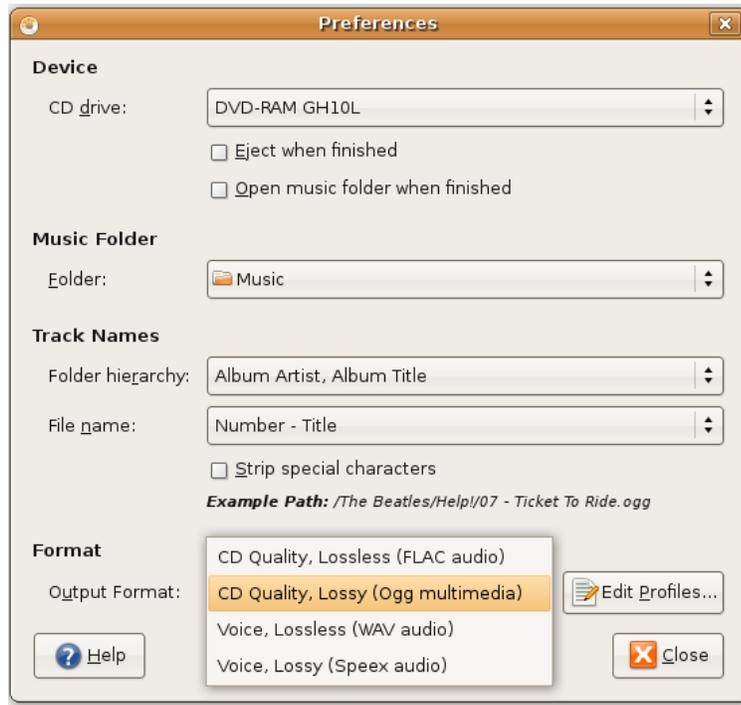 Preferences
Device
CD drive: DVD-RAM GH10L
Eject when finished
Open music folder when finished
Music Folder
Folder: Music
Track Names
Folder hierarchy: Album Artist, Album Title
File name: Number - Title
Strip special characters
Example Path: /The Beatles/Help!/07 - Ticket To Ride.ogg
Format
CD Quality, Lossless (FLAC audio)
Output Format: CD Quality, Lossy (Ogg multimedia) Edit Profiles...
Voice, Lossless (WAV audio)
Help Voice, Lossy (Speex audio) Close